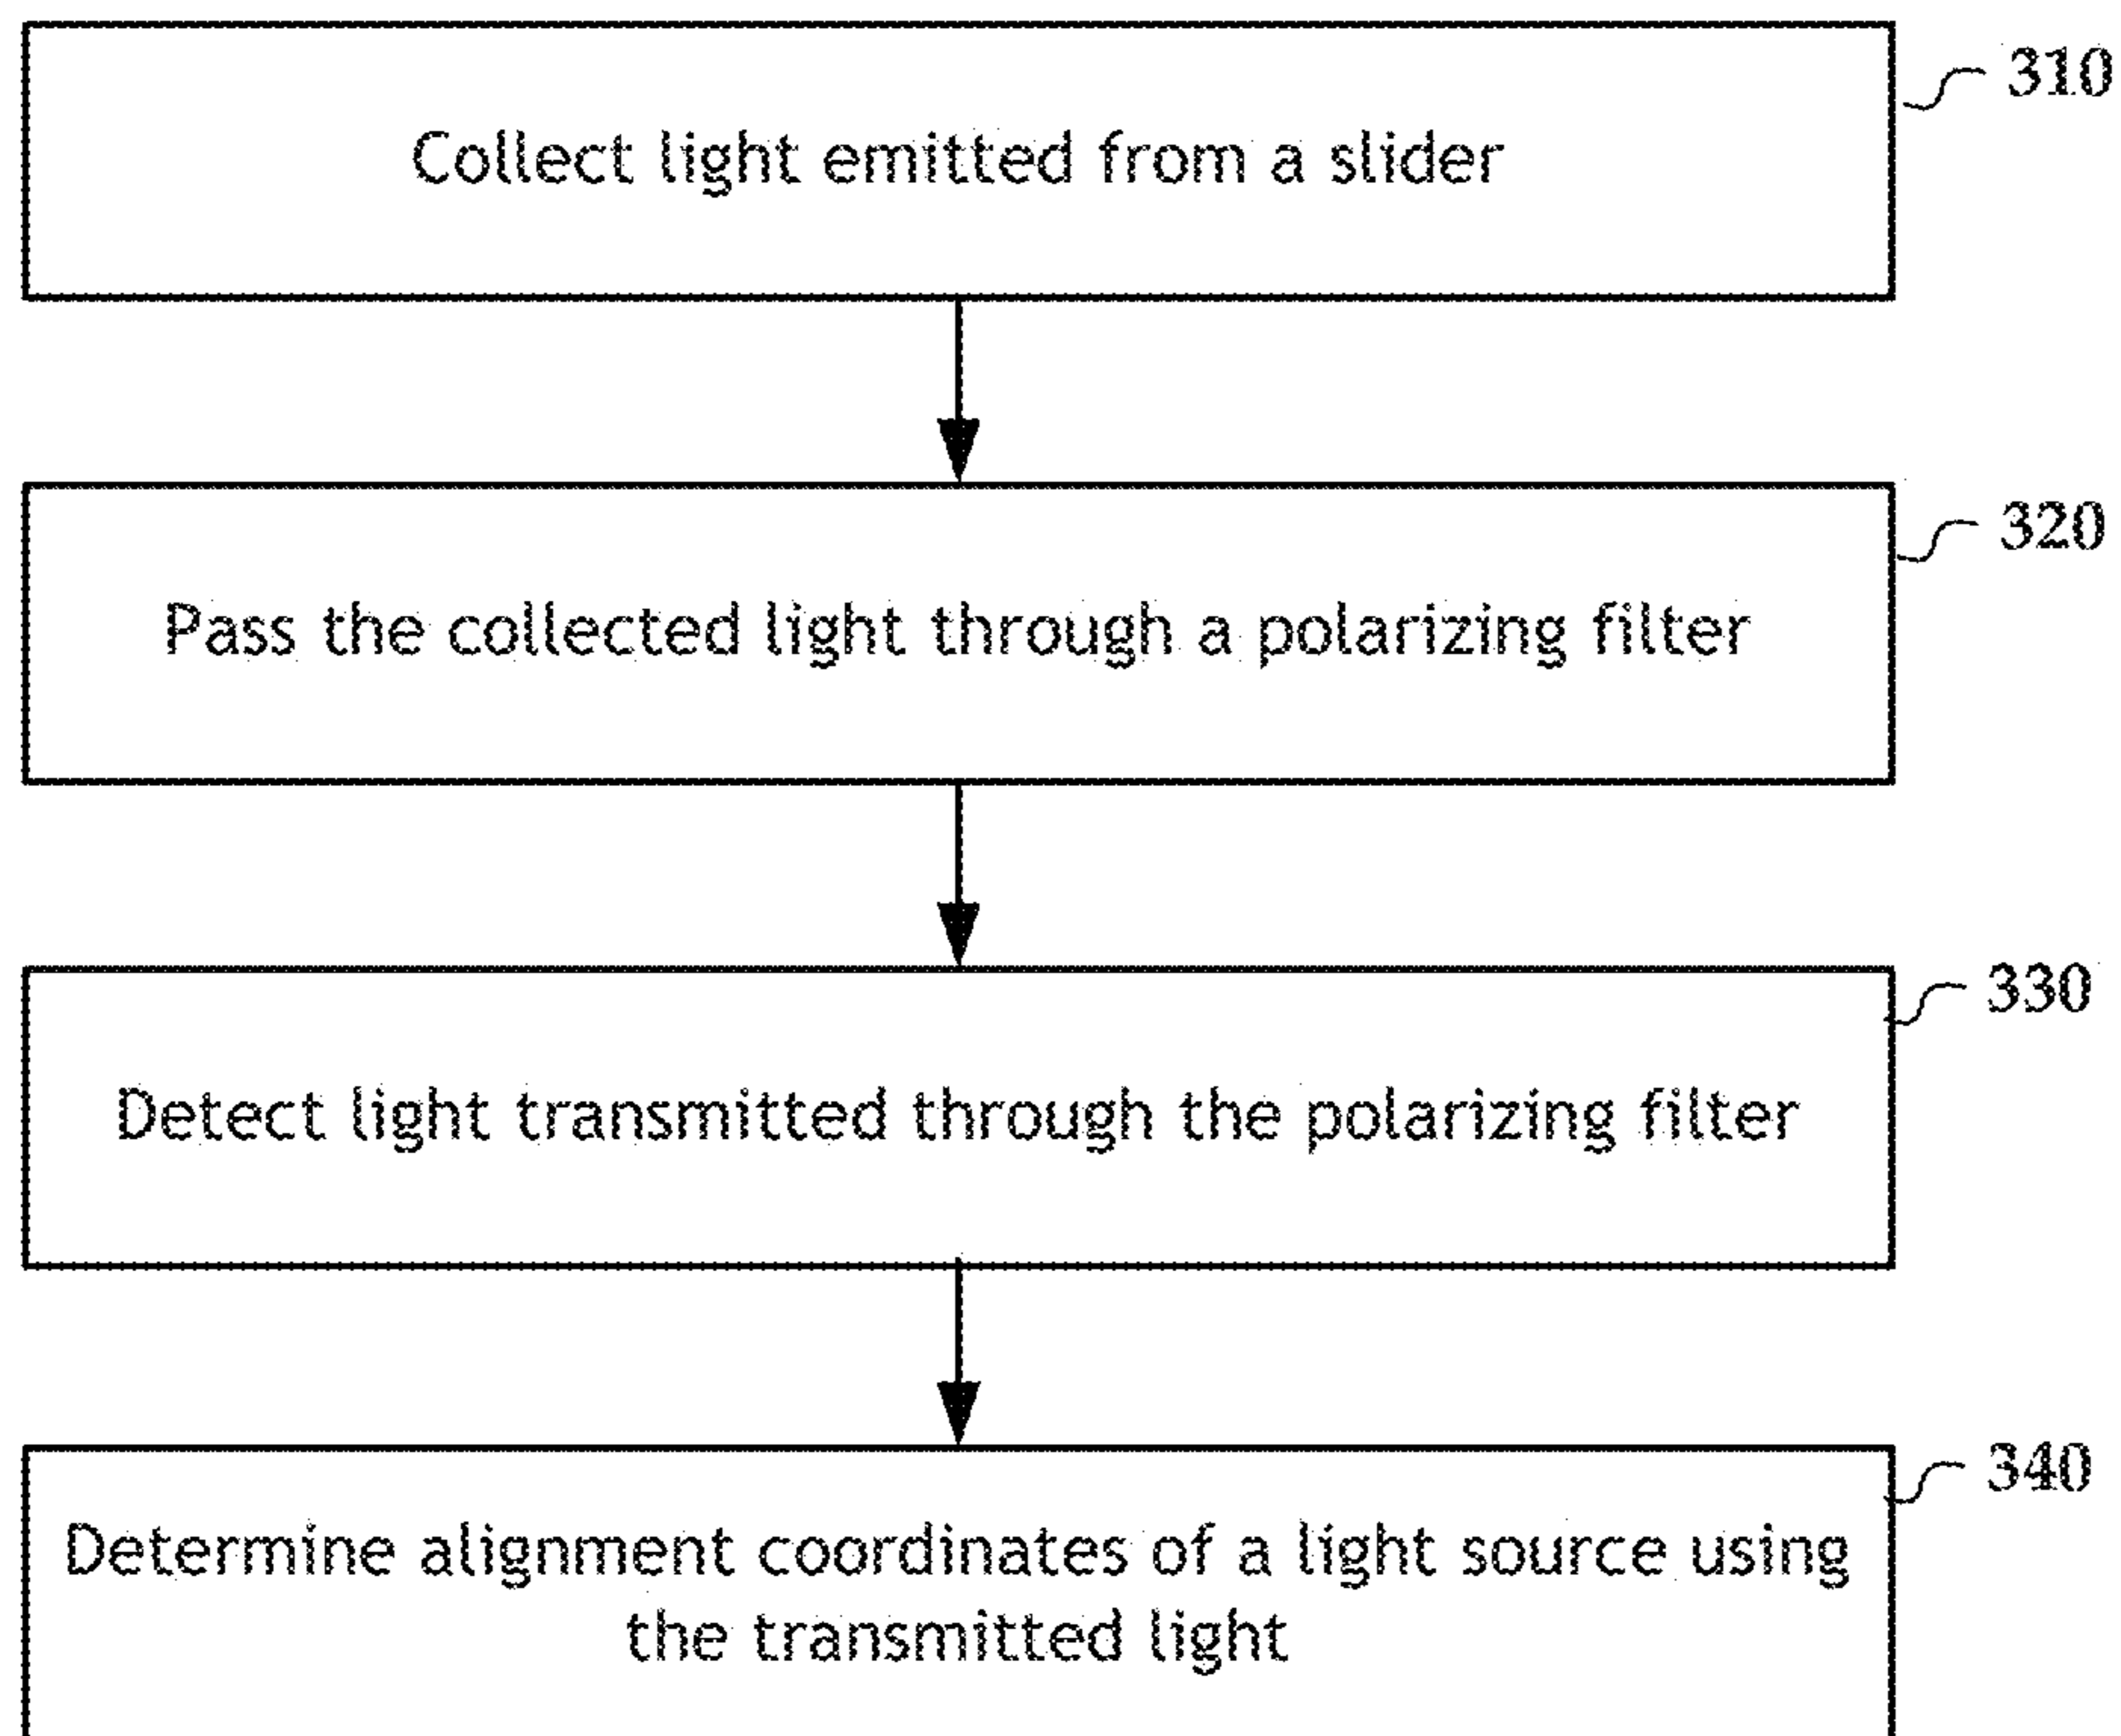 310
Collect light emitted from a slider
320
Pass the collected light through a polarizing filter
330
Detect light transmitted through the polarizing filter
340
Determine alignment coordinates of a light source using
the transmitted light